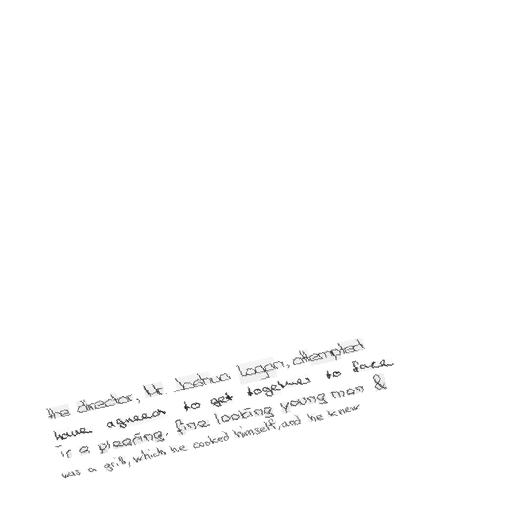 the director, Mr. Joshua Logan, attempted
have agreed to get together to face
is a pleasing, fine looking young man &
was a grill, which he cooked himself, and he knew